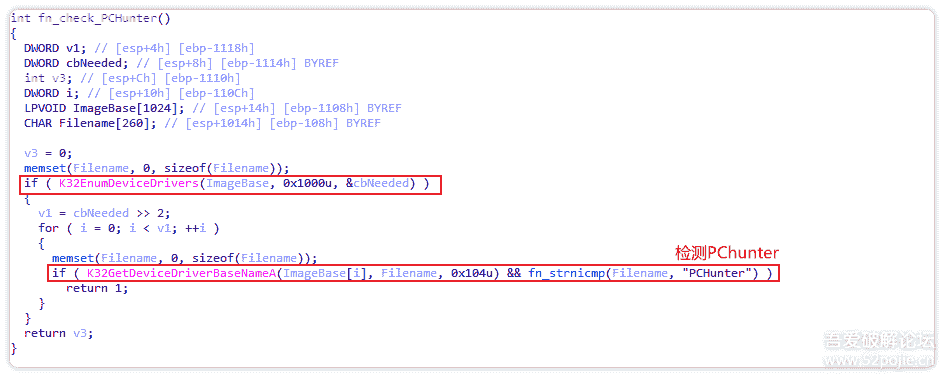 int fn_check_PCHunter()
{
  DWORD v1; // [esp+4h] [ebp-1118h]
  DWORD cbNeeded; // [esp+8h] [ebp-1114h] BYREF
  int v3; // [esp+Ch] [ebp-1110h]
  DWORD i; // [esp+10h] [ebp-110Ch]
  LPVOID ImageBase[1024]; // [esp+14h] [ebp-1108h] BYREF
  CHAR Filename[260]; // [esp+1014h] [ebp-108h] BYREF

  v3 = 0;
  memset(Filename, 0, sizeof(Filename));
  if ( K32EnumDeviceDrivers(ImageBase, 0x1000u, &cbNeeded) )
  {
    v1 = cbNeeded >> 2;
    for ( i = 0; i < v1; ++i )
    {
      memset(Filename, 0, sizeof(Filename));
检测PChunter
      if ( K32GetDeviceDriverBaseNameA(ImageBase[i], Filename, 0x104u) && fn_strnicmp(Filename, "PCHunter") )
        return 1;
    }
  }
  return v3;
}
吾爱破解论坛
www.52pojie.cn